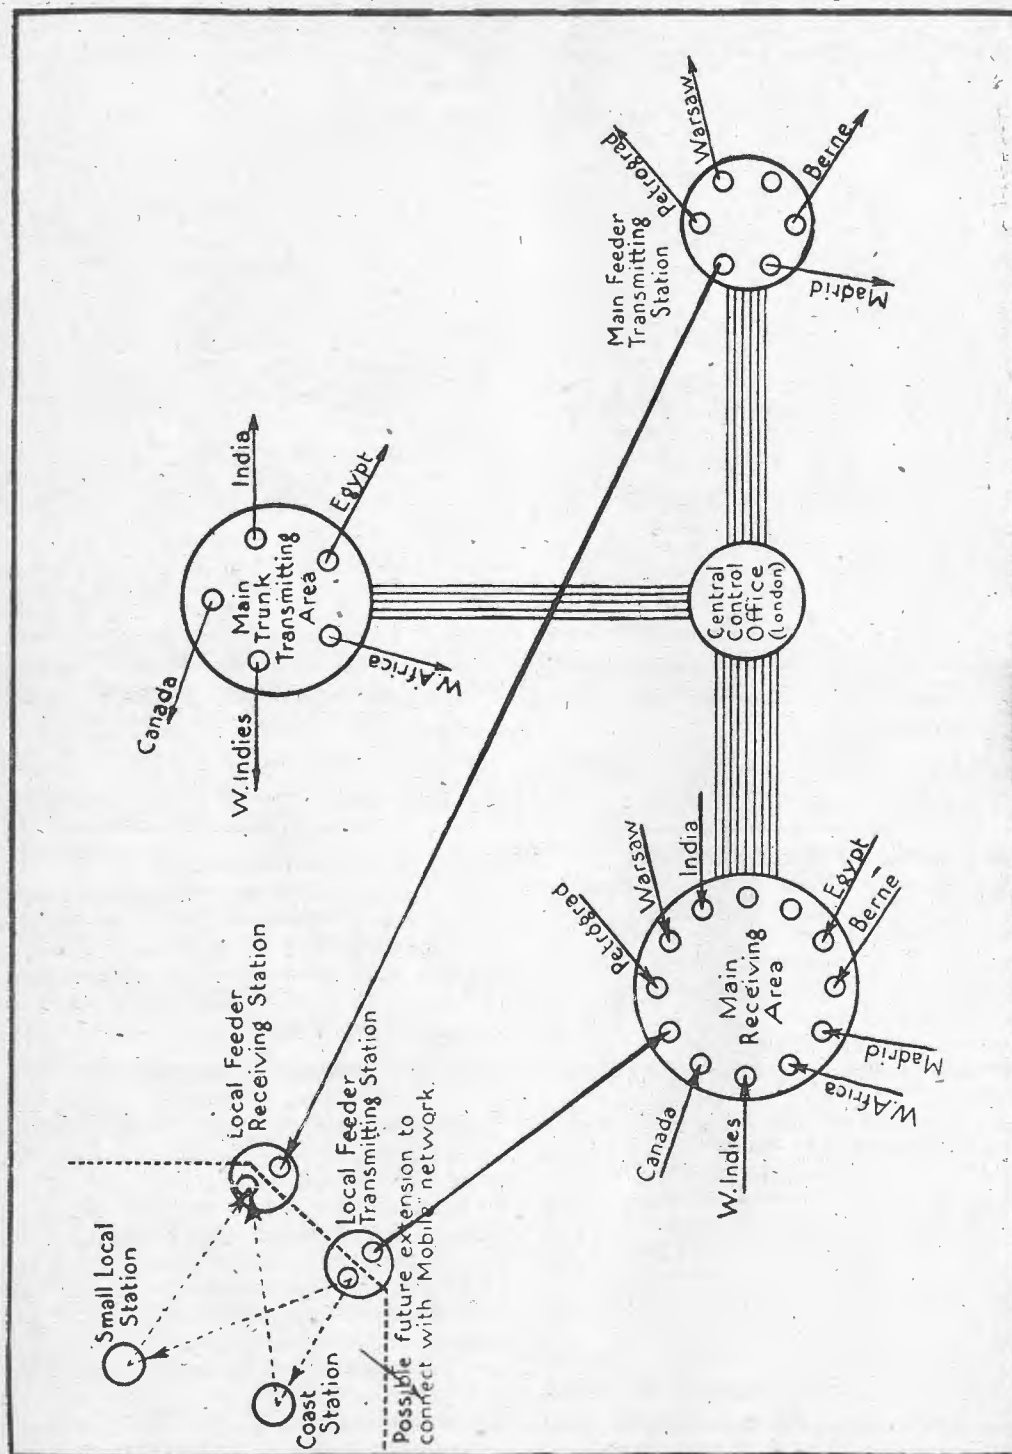 Small Local
Station
Coast
Station
Local Feeder
Receiving Station
Local Feeder
Transmitting Station
Possible future extension to
connect with "Mobile" network.
Canada
W. Indies
India
Egypt
W. Africa
Main
Trunk
Transmitting
Area
Main Feeder
Transmitting
Station
Petrograd
Warsaw
Berne
Madrid
Central
Control
Office
(London)
Petrograd
Warsaw
India
Egypt
Berne
Madrid
W. Africa
W. Indies
Canada
Main
Receiving
Area